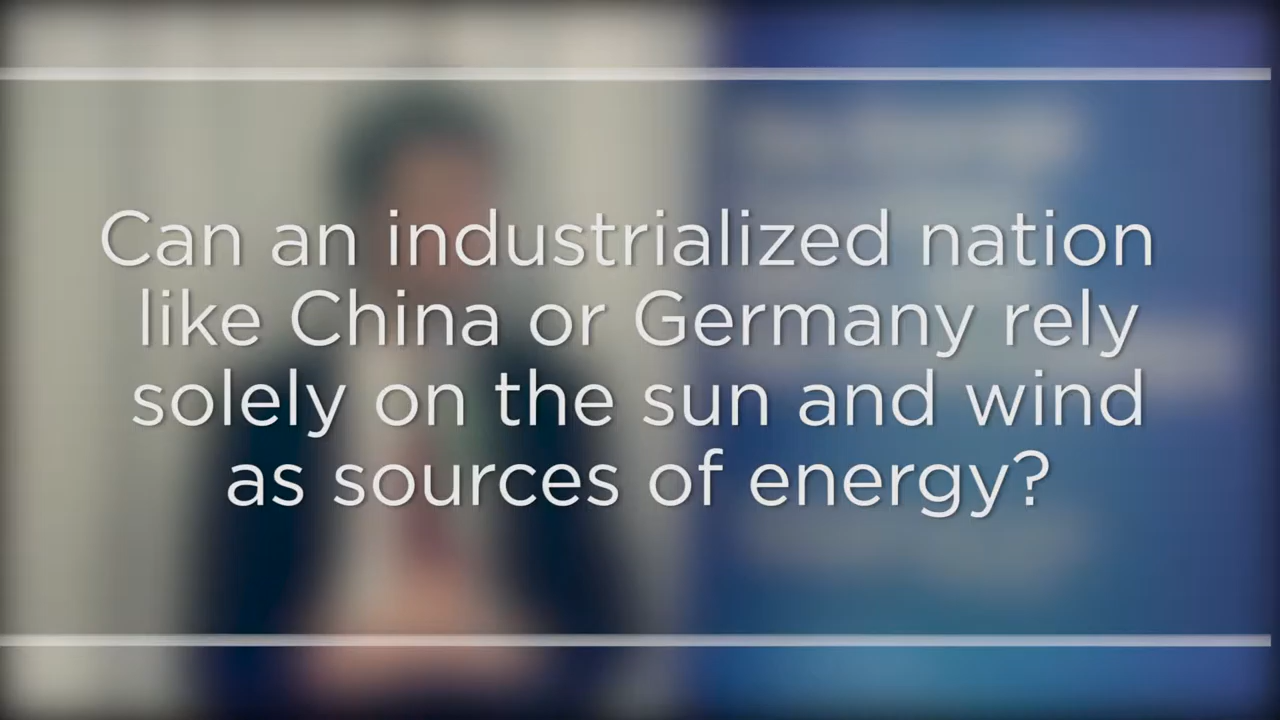 Can an industrialized nation
like China or Germany rely
solely on the sun and wind
as sources of energy?